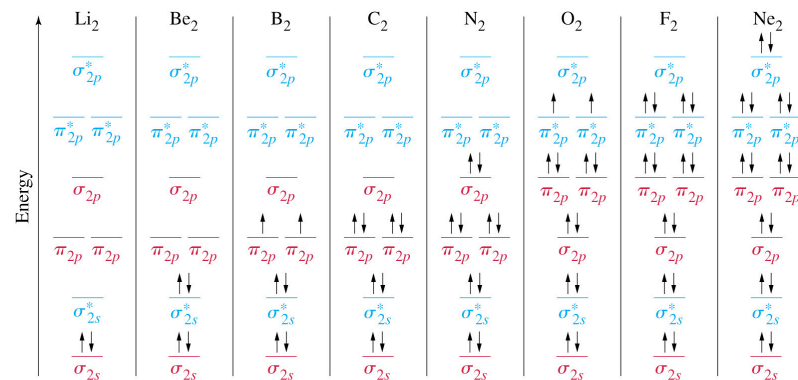 Li₂ Be₂ B₂ C₂ N₂ O₂ F₂ Ne₂
σ*₂ₚ σ*₂ₚ σ*₂ₚ σ*₂ₚ σ*₂ₚ σ*₂ₚ σ*₂ₚ σ*₂ₚ
π*₂ₚ π*₂ₚ π*₂ₚ π*₂ₚ π*₂ₚ π*₂ₚ π*₂ₚ π*₂ₚ π*₂ₚ π*₂ₚ π*₂ₚ π*₂ₚ π*₂ₚ π*₂ₚ π*₂ₚ π*₂ₚ
Energy
σ₂ₚ σ₂ₚ σ₂ₚ σ₂ₚ σ₂ₚ π₂ₚ π₂ₚ π₂ₚ π₂ₚ π₂ₚ π₂ₚ
π₂ₚ π₂ₚ π₂ₚ π₂ₚ π₂ₚ π₂ₚ π₂ₚ π₂ₚ π₂ₚ π₂ₚ σ₂ₚ σ₂ₚ σ₂ₚ
σ*₂ₛ σ*₂ₛ σ*₂ₛ σ*₂ₛ σ*₂ₛ σ*₂ₛ σ*₂ₛ σ*₂ₛ
σ₂ₛ σ₂ₛ σ₂ₛ σ₂ₛ σ₂ₛ σ₂ₛ σ₂ₛ σ₂ₛ